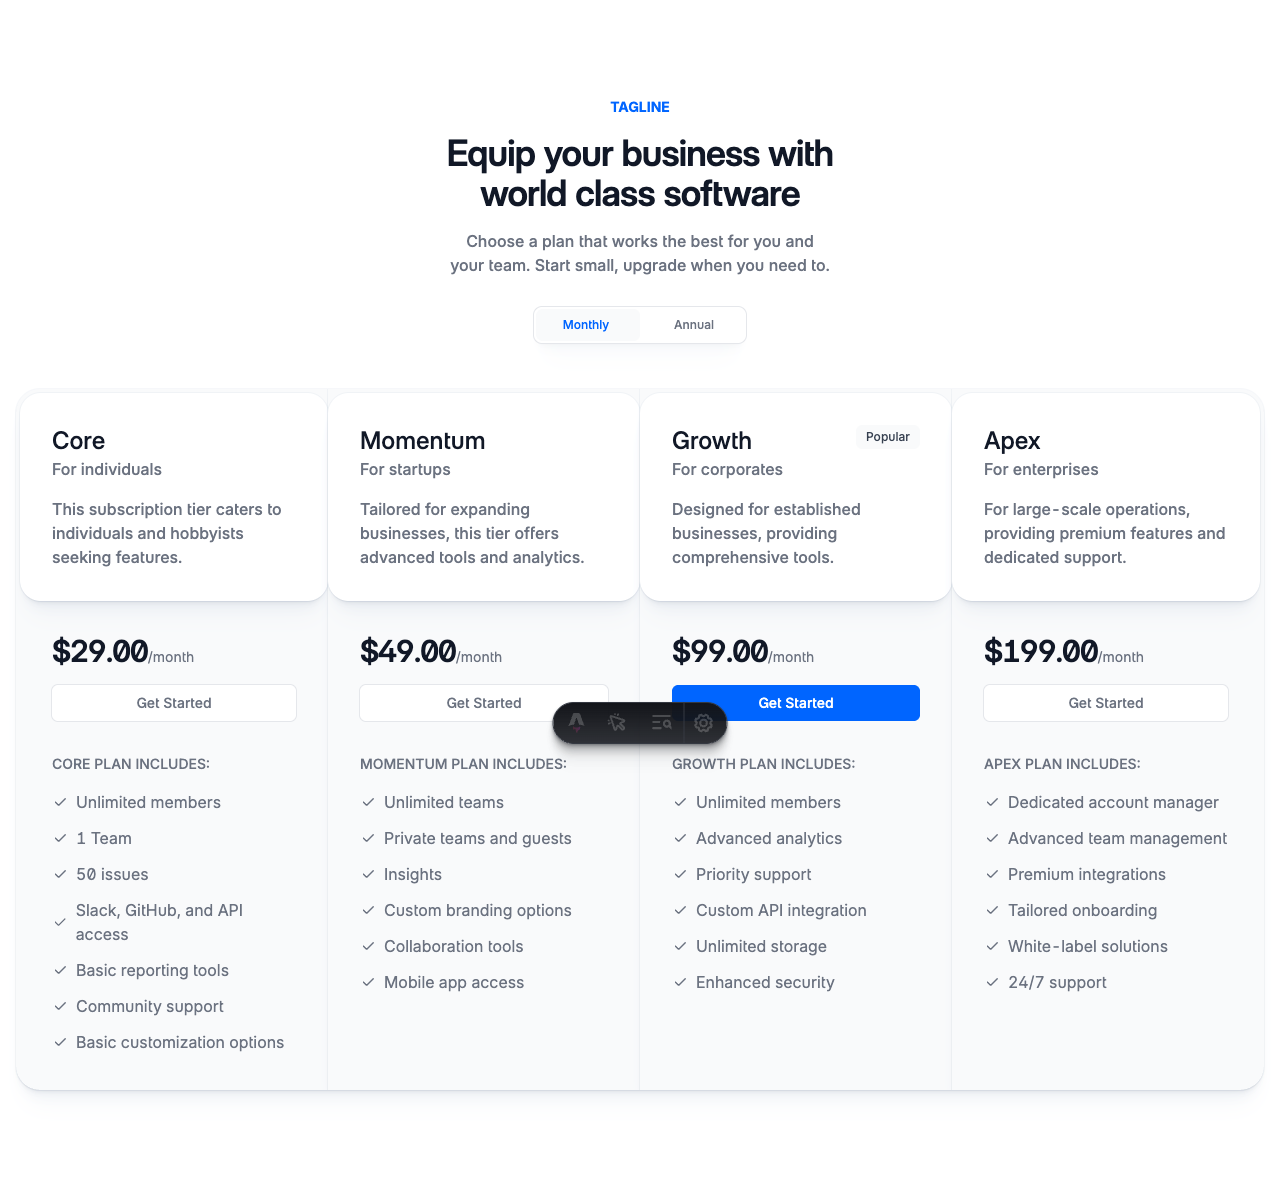 TAGLINE
Equip your business with
world class software
Choose a plan that works the best for you and
your team. Start small, upgrade when you need to.
Monthly
Annual
Core
For individuals
This subscription tier caters to
individuals and hobbyists
seeking features.
$29.00/month
Get Started
CORE PLAN INCLUDES:
Unlimited members
1 Team
50 issues
Slack, GitHub, and API
access
Basic reporting tools
Community support
Basic customization options
Momentum
For startups
Tailored for expanding
businesses, this tier offers
advanced tools and analytics.
$49.00/month
Get Started
MOMENTUM PLAN INCLUDES:
Unlimited teams
Private teams and guests
Insights
Custom branding options
Collaboration tools
Mobile app access
Growth
Popular
For corporates
Designed for established
businesses, providing
comprehensive tools.
$99.00/month
Get Started
GROWTH PLAN INCLUDES:
Unlimited members
Advanced analytics
Priority support
Custom API integration
Unlimited storage
Enhanced security
Apex
For enterprises
For large-scale operations,
providing premium features and
dedicated support.
$199.00/month
Get Started
APEX PLAN INCLUDES:
Dedicated account manager
Advanced team management
Premium integrations
Tailored onboarding
White-label solutions
24/7 support